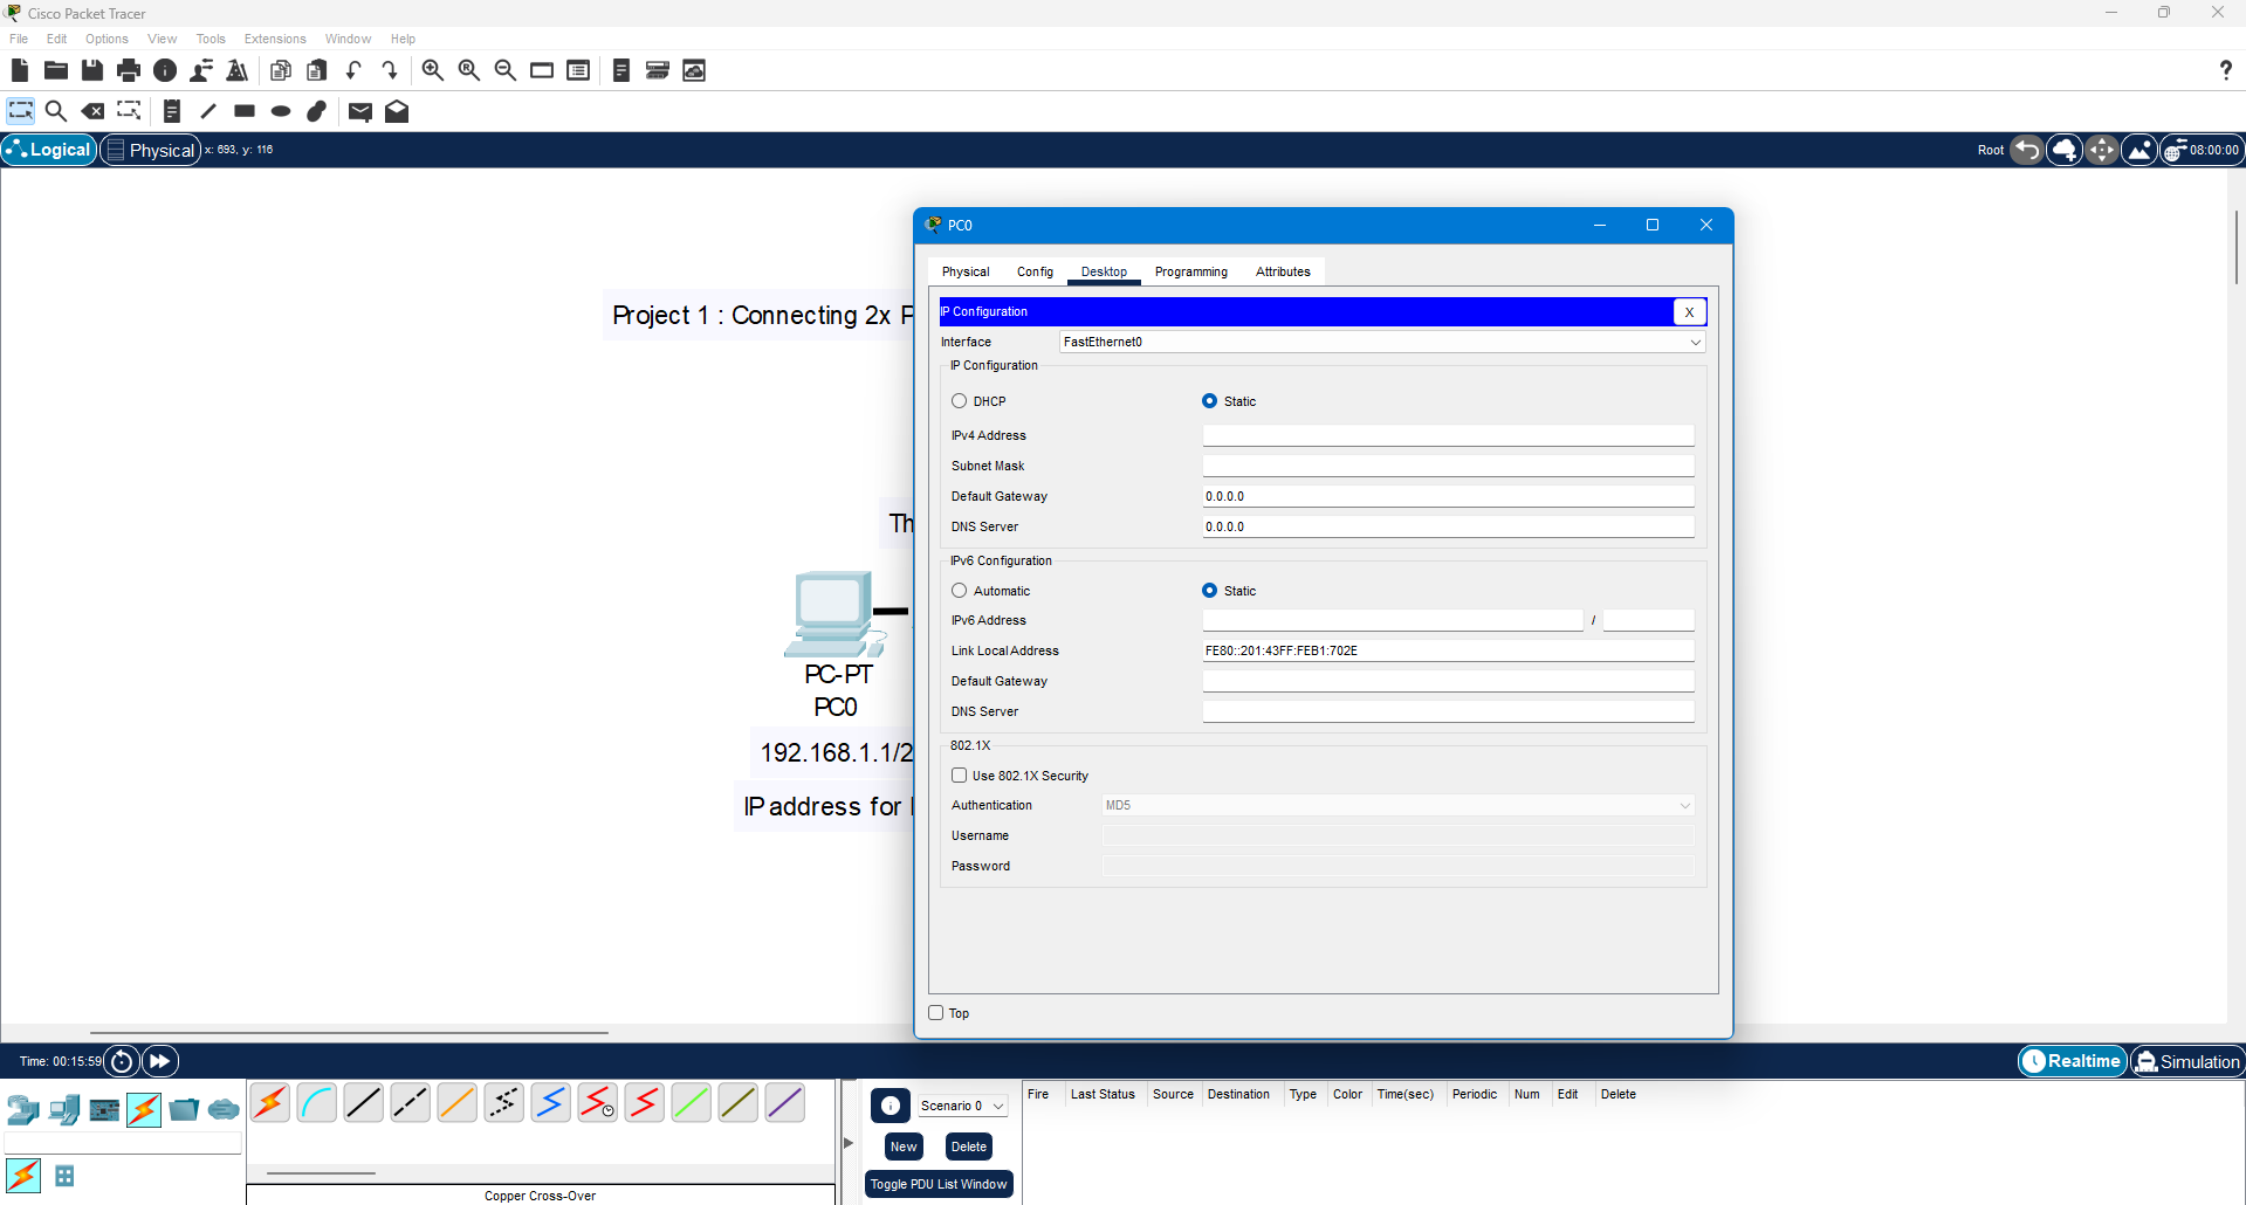 Cisco Packet Tracer
File Edit Options View Tools Extensions Window Help
Logical Physical x: 693, y: 116 Root 08:00:00
PC0
Physical Config Desktop Programming Attributes
Project 1 : Connecting 2x P
IP Configuration X
Interface FastEthernet0
IP Configuration
DHCP Static
IPv4 Address
Subnet Mask
Default Gateway 0.0.0.0
Th
DNS Server 0.0.0.0
IPv6 Configuration
Automatic Static
IPv6 Address /
Link Local Address FE80::201:43FF:FEB1:702E
PC-PT
Default Gateway
PC0
DNS Server
192.168.1.1/2
802.1X
Use 802.1X Security
IP address for
Authentication MD5
Username
Password
Top
Time: 00:15:59 Realtime Simulation
Fire Last Status Source Destination Type Color Time(sec) Periodic Num Edit Delete
Scenario 0
New Delete
Toggle PDU List Window
Copper Cross-Over